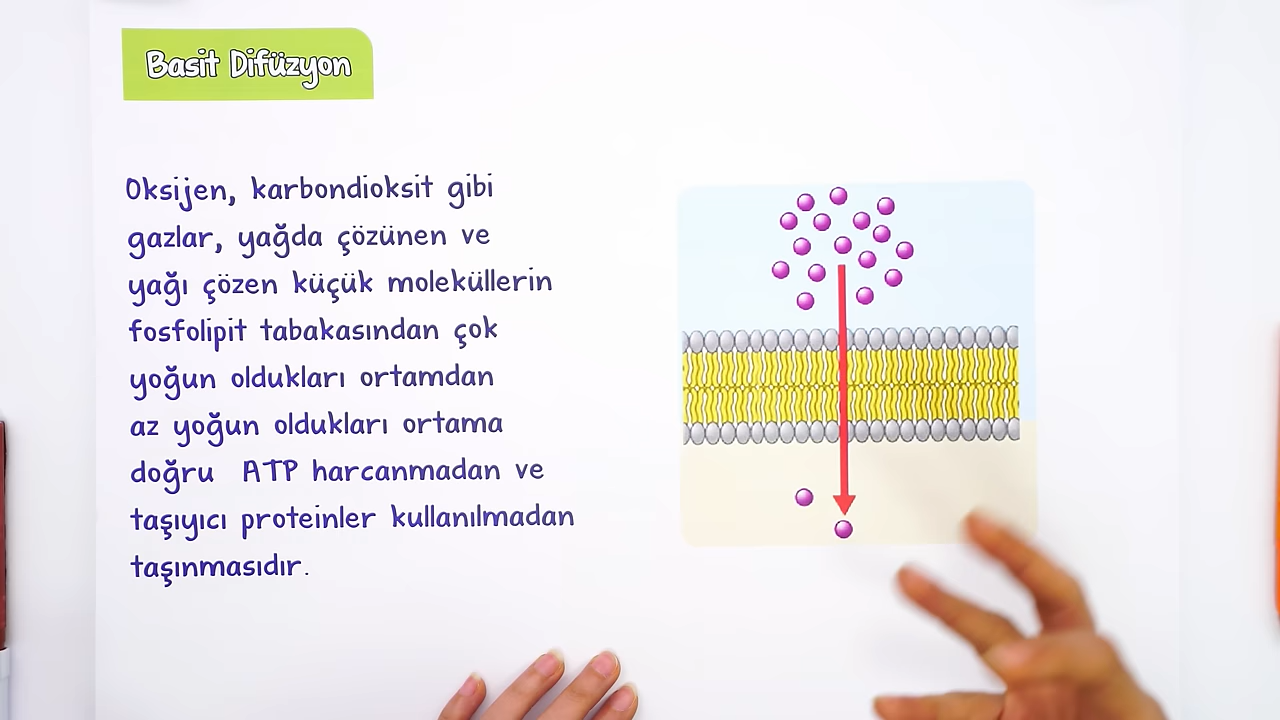 Basit Difüzyon
Oksijen, karbondioksit gibi
gazlar, yağda çözünen ve
yağı çözen küçük moleküllerin
fosfolipit tabakasından çok
yoğun oldukları ortamdan
az yoğun oldukları ortama
doğru ATP harcanmadan ve
taşıyıcı proteinler kullanılmadan
taşınmasıdır.